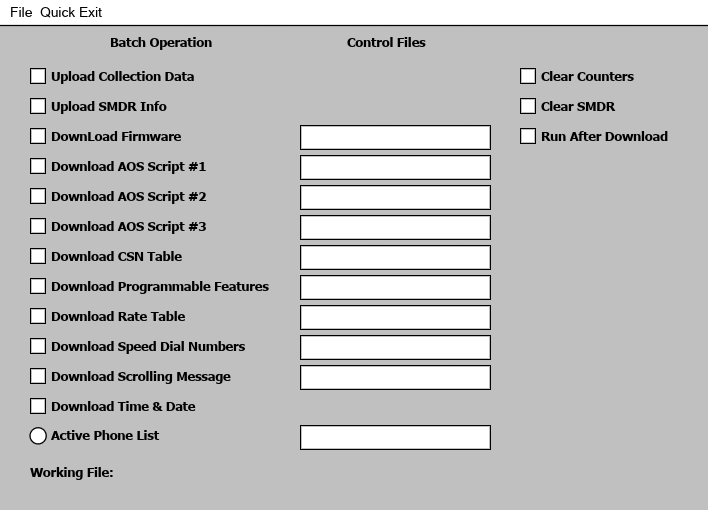 File Quick Exit
Batch Operation Control Files
Upload Collection Data Clear Counters
Upload SMDR Info Clear SMDR
DownLoad Firmware Run After Download
Download AOS Script #1
Download AOS Script #2
Download AOS Script #3
Download CSN Table
Download Programmable Features
Download Rate Table
Download Speed Dial Numbers
Download Scrolling Message
Download Time & Date
Active Phone List
Working File: